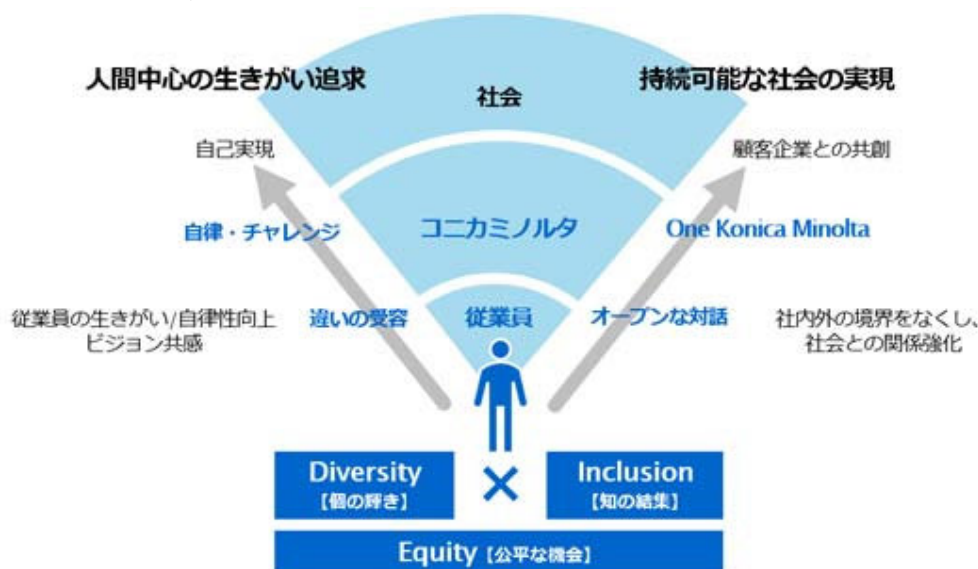 人間中心の生きがい追求
持続可能な社会の実現
社会
自己実現
顧客企業との共創
自律・チャレンジ
コニカミノルタ
One Konica Minolta
従業員の生きがい/自律性向上
ビジョン共感
違いの受容
従業員
オープンな対話
社内外の境界をなくし、
社会との関係強化
Diversity
【個の輝き】
×
Inclusion
【知の結集】
Equity【公平な機会】